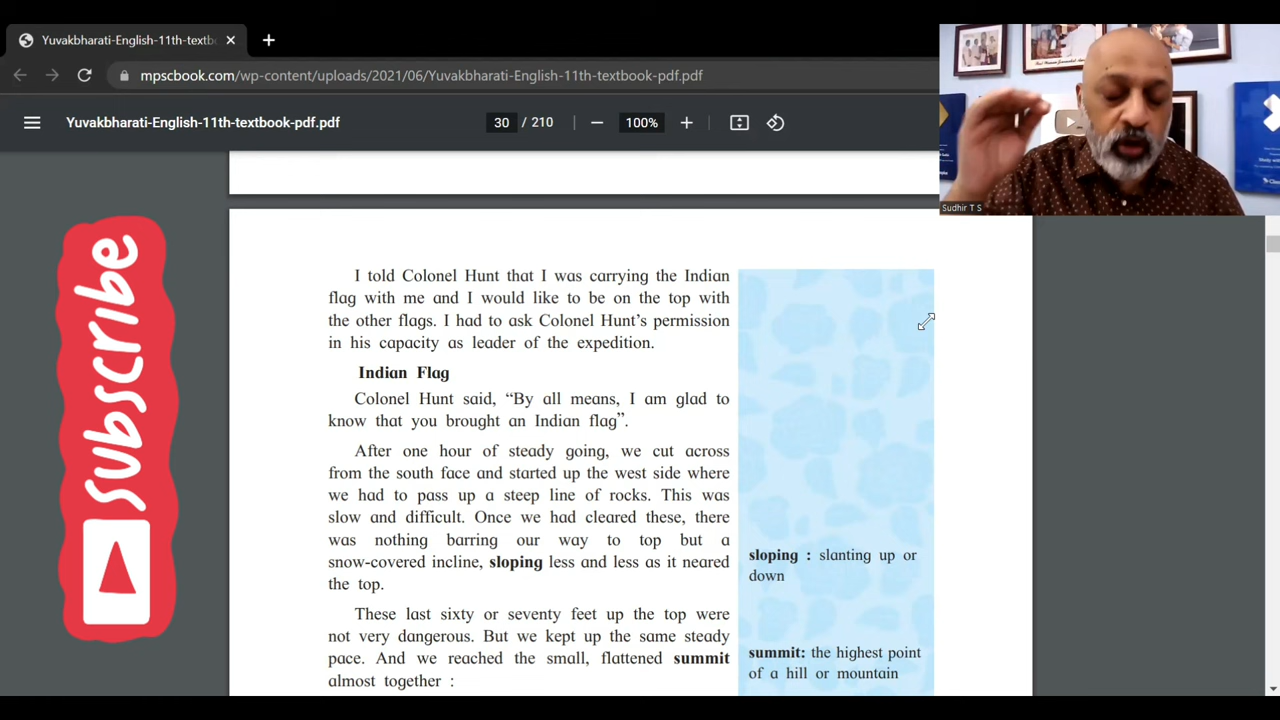 Yuvakbharati-English-11th-textb
mpscbook.com/wp-content/uploads/2021/06/Yuvakbharati-English-11th-textbook-pdf.pdf
Yuvakbharati-English-11th-textbook-pdf.pdf
30 / 210
100%
Sudhir T S
Subscribe
I told Colonel Hunt that I was carrying the Indian
flag with me and I would like to be on the top with
the other flags. I had to ask Colonel Hunt's permission
in his capacity as leader of the expedition.
Indian Flag
Colonel Hunt said, “By all means, I am glad to
know that you brought an Indian flag”.
After one hour of steady going, we cut across
from the south face and started up the west side where
we had to pass up a steep line of rocks. This was
slow and difficult. Once we had cleared these, there
was nothing barring our way to top but a
snow-covered incline, sloping less and less as it neared
the top.
These last sixty or seventy feet up the top were
not very dangerous. But we kept up the same steady
pace. And we reached the small, flattened summit
almost together :
sloping : slanting up or
down
summit: the highest point
of a hill or mountain